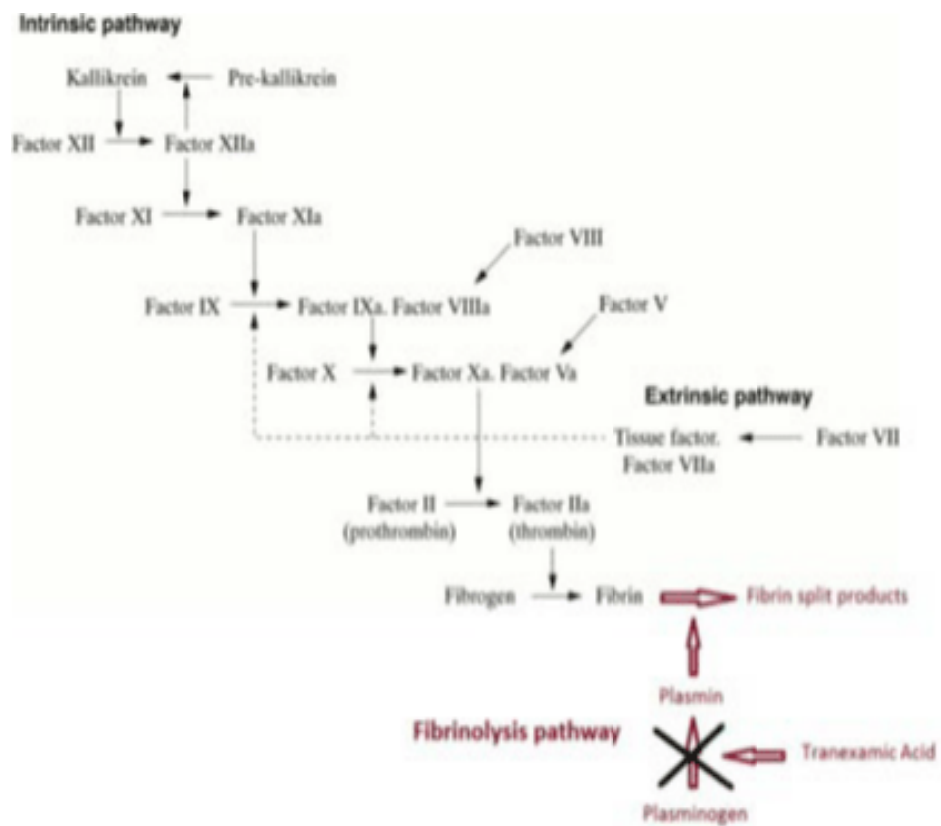 Intrinsic pathway
Kallikrein Pre-kallikrein
Factor XII Factor XIIa
Factor XI Factor XIa
Factor VIII
Factor IX Factor IXa. Factor VIIIa
Factor V
Factor X Factor Xa. Factor Va
Extrinsic pathway
Tissue factor. Factor VII
Factor VIIa
Factor II Factor IIa
(prothrombin) (thrombin)
Fibrogen Fibrin Fibrin split products
Plasmin
Fibrinolysis pathway
Tranexamic Acid
Plasminogen